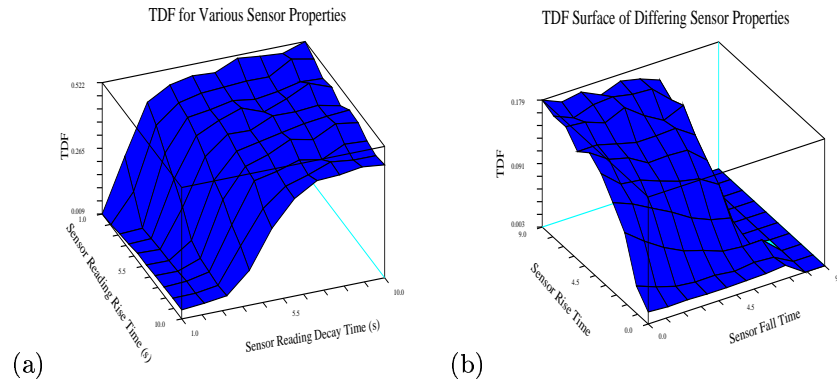 TDF for Various Sensor Properties
0.522
0.265
0.009
TDF
1.0
5.5
10.0
Sensor Reading Rise Time (s)
1.0
5.5
10.0
Sensor Reading Decay Time (s)
(a)
TDF Surface of Differing Sensor Properties
0.179
0.091
0.003
TDF
9.0
4.5
0.0
Sensor Rise Time
0.0
4.5
Sensor Fall Time
(b)